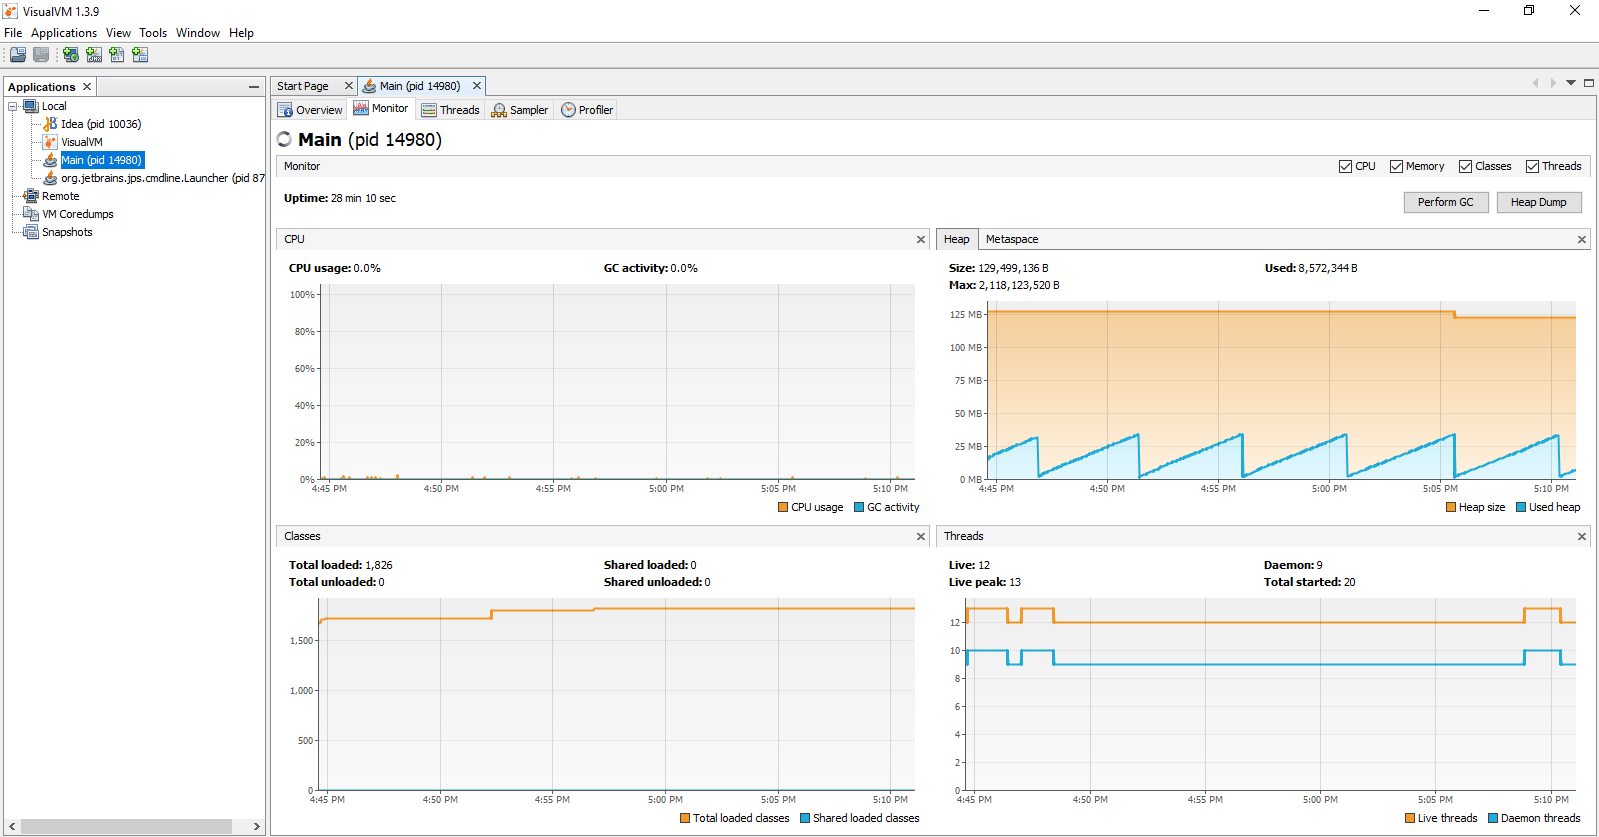 VisualVM 1.3.9
File Applications View Tools Window Help
Applications
Local
Idea (pid 10036)
VisualVM
Main (pid 14980)
org.jetbrains.jps.cmdline.Launcher (pid 87
Remote
VM Coredumps
Snapshots
Start Page Main (pid 14980)
Overview Monitor Threads Sampler Profiler
Main (pid 14980)
Monitor CPU Memory Classes Threads
Uptime: 28 min 10 sec Perform GC Heap Dump
CPU
CPU usage: 0.0% GC activity: 0.0%
100%
80%
60%
40%
20%
0%
4:45 PM 4:50 PM 4:55 PM 5:00 PM 5:05 PM 5:10 PM
CPU usage GC activity
Heap Metaspace
Size: 129,499,136 B Used: 8,572,344 B
Max: 2,118,123,520 B
125 MB
100 MB
75 MB
50 MB
25 MB
0 MB
4:45 PM 4:50 PM 4:55 PM 5:00 PM 5:05 PM 5:10 PM
Heap size Used heap
Classes
Total loaded: 1,826 Shared loaded: 0
Total unloaded: 0 Shared unloaded: 0
1,500
1,000
500
0
4:45 PM 4:50 PM 4:55 PM 5:00 PM 5:05 PM 5:10 PM
Total loaded classes Shared loaded classes
Threads
Live: 12 Daemon: 9
Live peak: 13 Total started: 20
12
10
8
6
4
2
0
4:45 PM 4:50 PM 4:55 PM 5:00 PM 5:05 PM 5:10 PM
Live threads Daemon threads